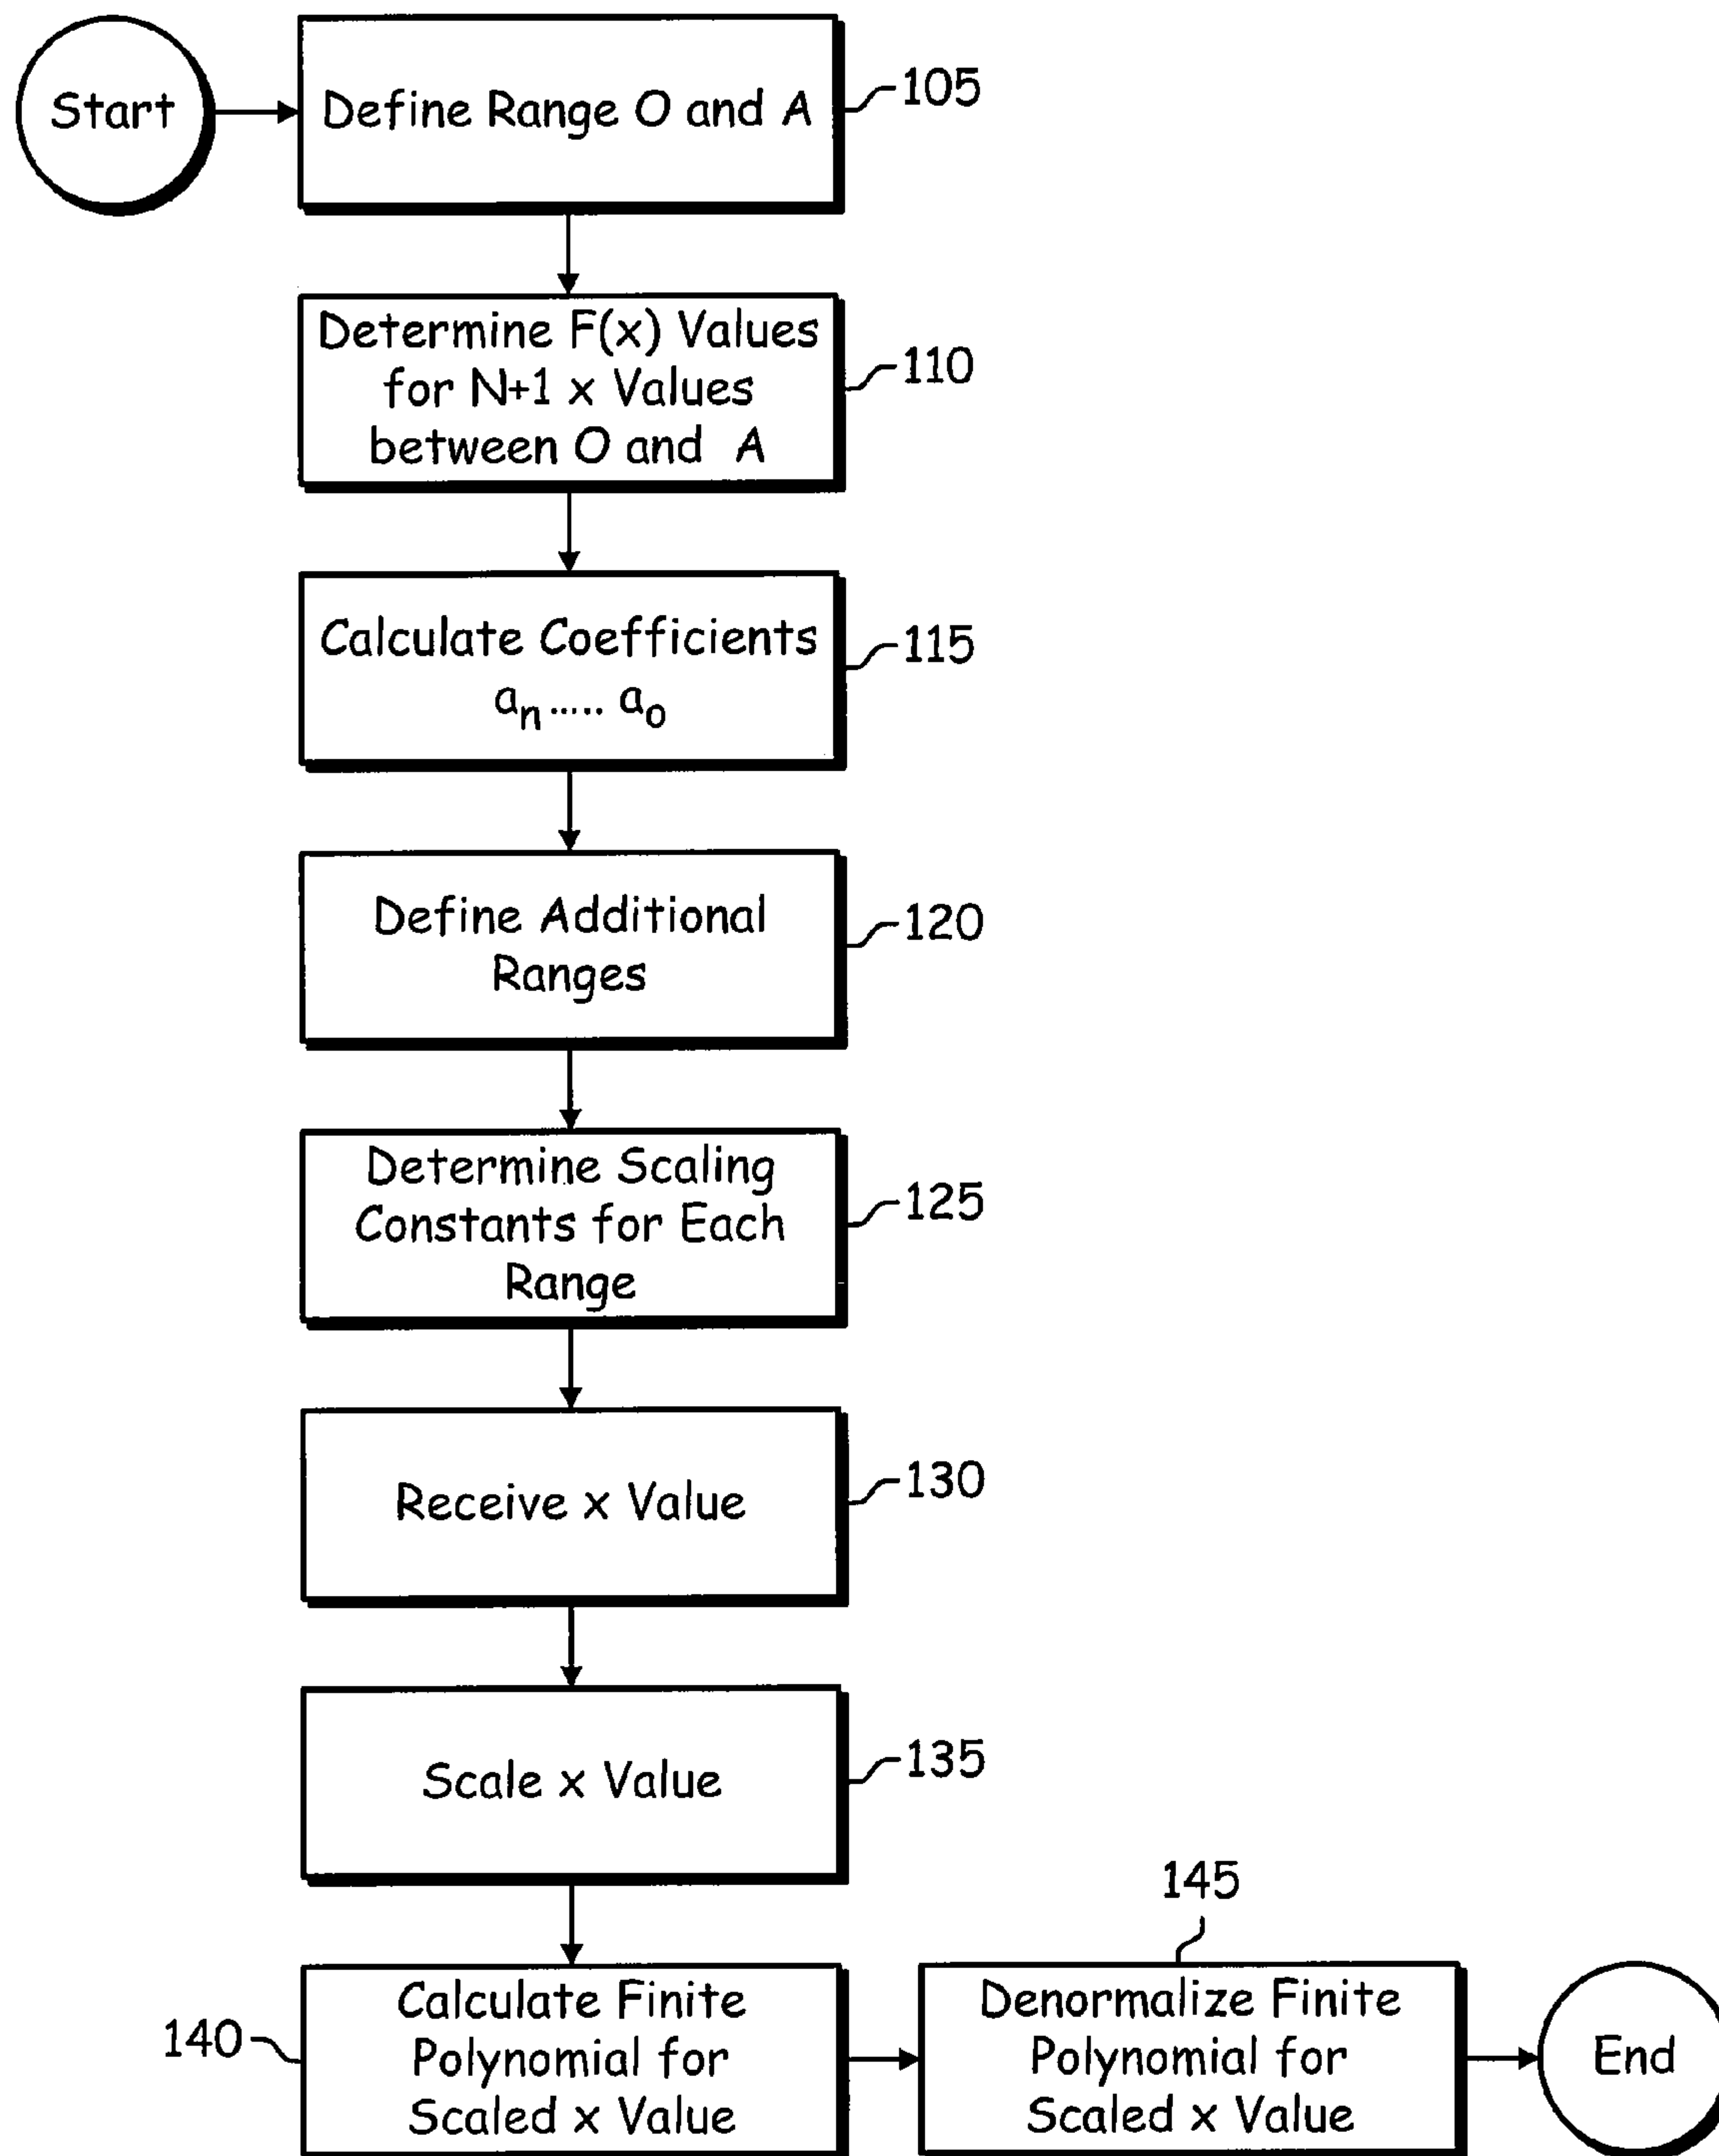 Start
Define Range O and A
105
Determine F(x) Values
for N+1 x Values
between O and A
110
Calculate Coefficients
aₙ ..... a₀
115
Define Additional
Ranges
120
Determine Scaling
Constants for Each
Range
125
Receive x Value
130
Scale x Value
135
140
Calculate Finite
Polynomial for
Scaled x Value
145
Denormalize Finite
Polynomial for
Scaled x Value
End